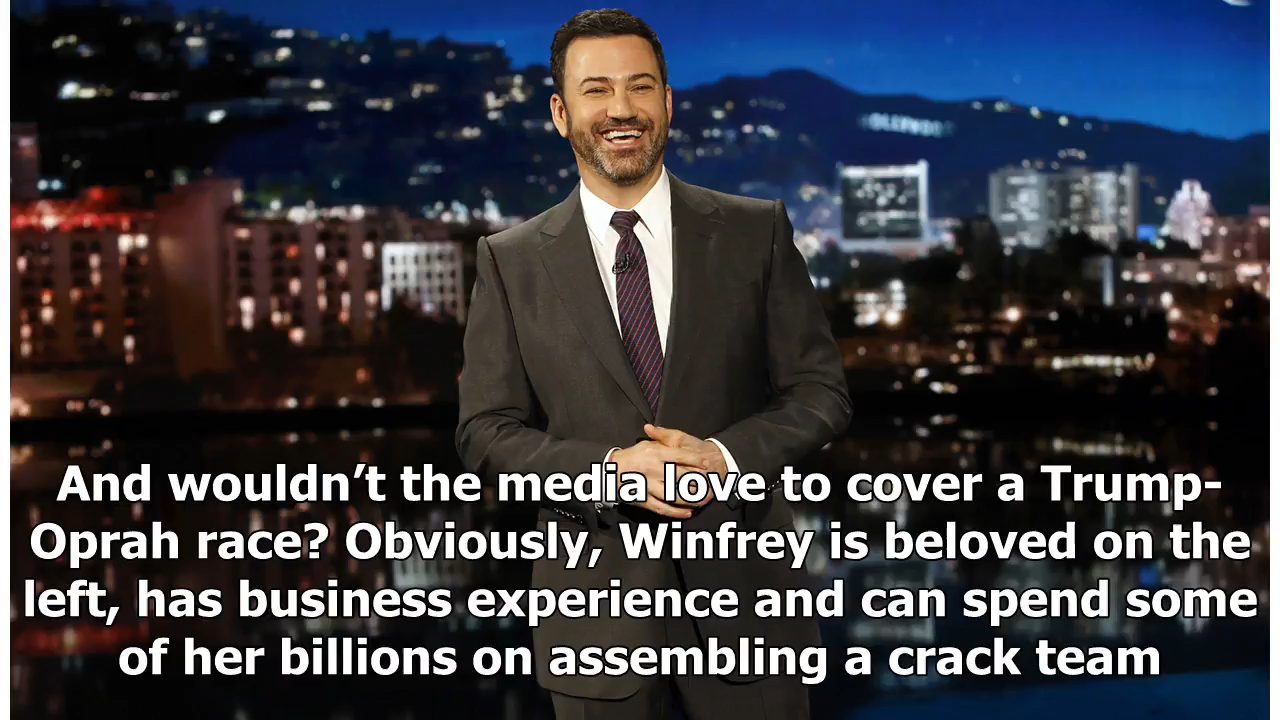 And wouldn’t the media love to cover a Trump-
Oprah race? Obviously, Winfrey is beloved on the
left, has business experience and can spend some
of her billions on assembling a crack team